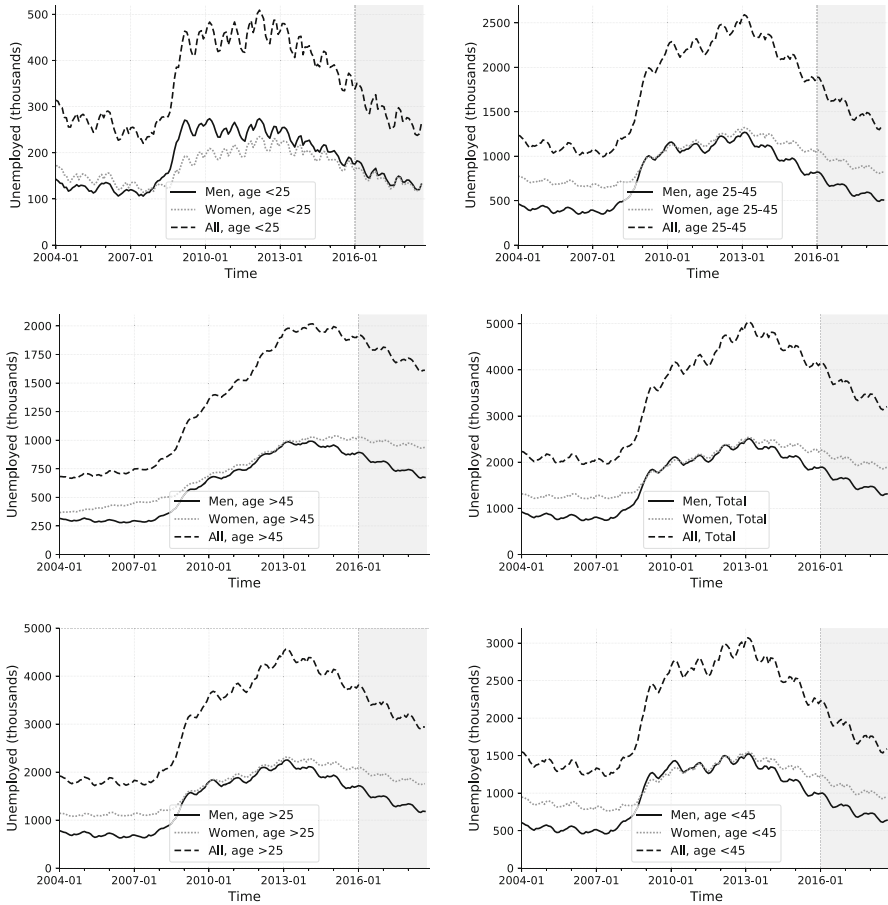 Unemployed (thousands)
500
400
300
200
100
0
Men, age <25
Women, age <25
All, age <25
2004-01 2007-01 2010-01 2013-01 2016-01
Time
Unemployed (thousands)
2500
2000
1500
1000
500
0
Men, age 25-45
Women, age 25-45
All, age 25-45
2004-01 2007-01 2010-01 2013-01 2016-01
Time
Unemployed (thousands)
2000
1750
1500
1250
1000
750
500
250
0
Men, age >45
Women, age >45
All, age >45
2004-01 2007-01 2010-01 2013-01 2016-01
Time
Unemployed (thousands)
5000
4000
3000
2000
1000
0
Men, Total
Women, Total
All, Total
2004-01 2007-01 2010-01 2013-01 2016-01
Time
Unemployed (thousands)
5000
4000
3000
2000
1000
0
Men, age >25
Women, age >25
All, age >25
2004-01 2007-01 2010-01 2013-01 2016-01
Time
Unemployed (thousands)
3000
2500
2000
1500
1000
500
0
Men, age <45
Women, age <45
All, age <45
2004-01 2007-01 2010-01 2013-01 2016-01
Time